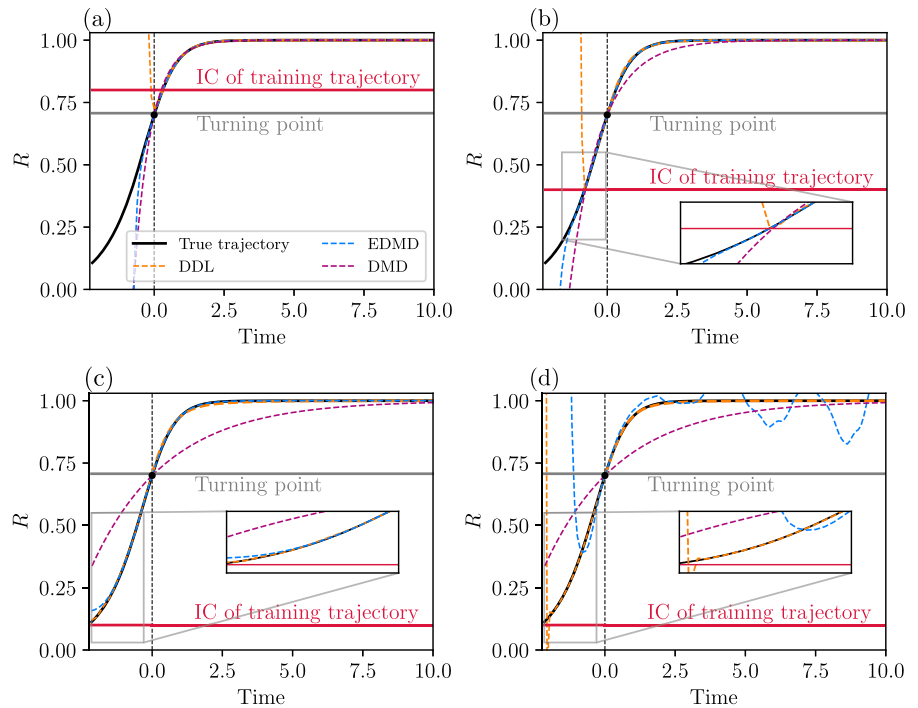 (a)
1.00
0.75
0.50
0.25
0.00
R
IC of training trajectory
Turning point
True trajectory
DDL
EDMD
DMD
0.0
2.5
5.0
7.5
10.0
Time
(b)
1.00
0.75
0.50
0.25
0.00
R
Turning point
IC of training trajectory
0.0
2.5
5.0
7.5
10.0
Time
(c)
1.00
0.75
0.50
0.25
0.00
R
Turning point
IC of training trajectory
0.0
2.5
5.0
7.5
10.0
Time
(d)
1.00
0.75
0.50
0.25
0.00
R
Turning point
IC of training trajectory
0.0
2.5
5.0
7.5
10.0
Time